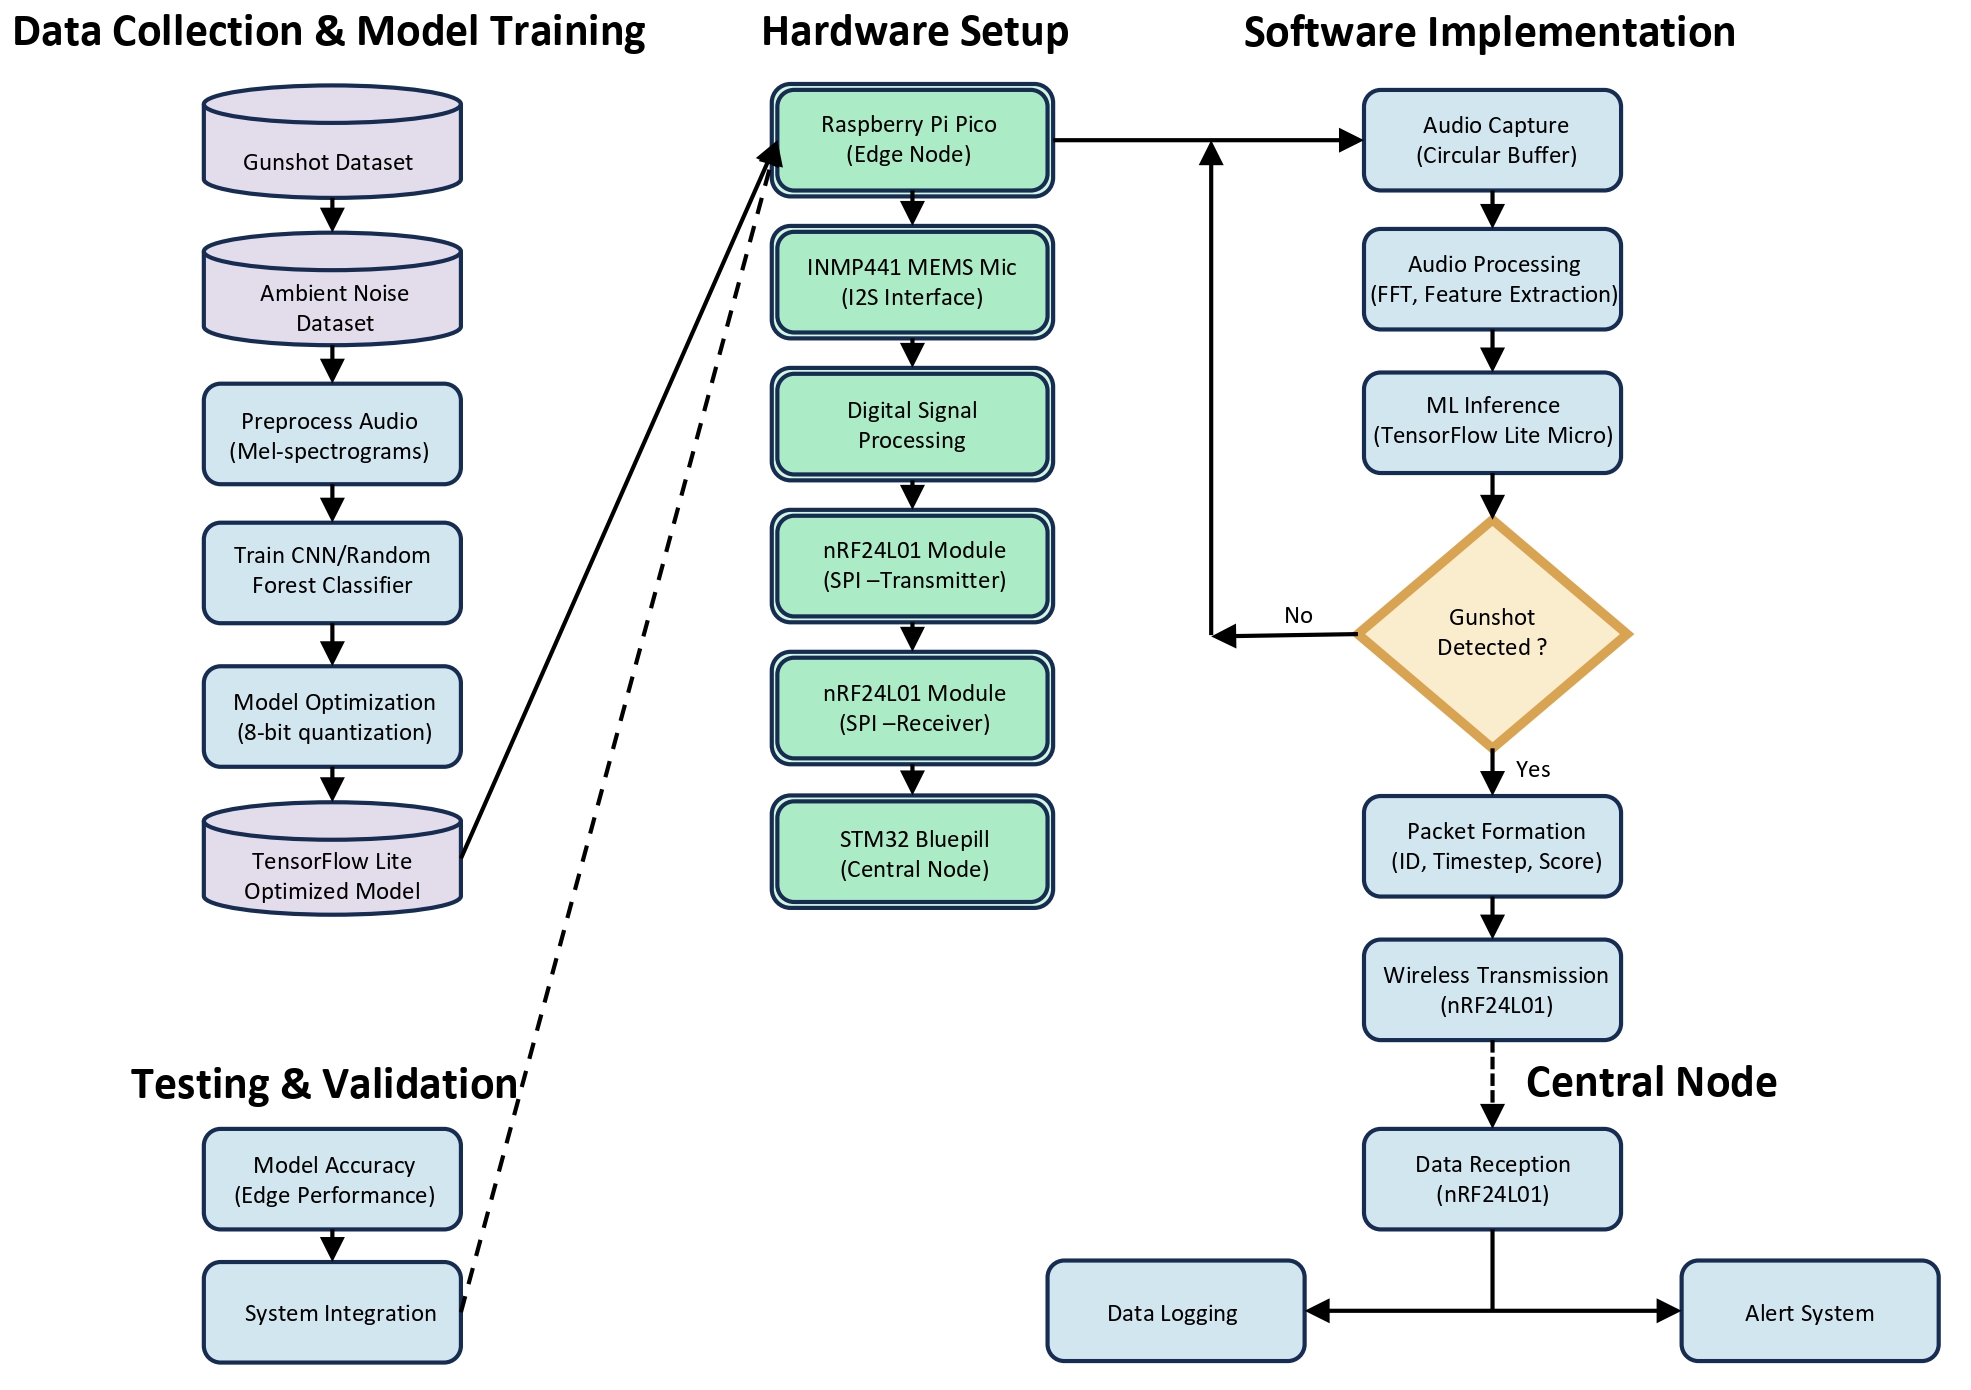 Data Collection & Model Training
Gunshot Dataset
Ambient Noise
Dataset
Preprocess Audio
(Mel-spectrograms)
Train CNN/Random
Forest Classifier
Model Optimization
(8-bit quantization)
TensorFlow Lite
Optimized Model
Testing & Validation
Model Accuracy
(Edge Performance)
System Integration
Hardware Setup
Raspberry Pi Pico
(Edge Node)
INMP441 MEMS Mic
(I2S Interface)
Digital Signal
Processing
nRF24L01 Module
(SPI –Transmitter)
nRF24L01 Module
(SPI –Receiver)
STM32 Bluepill
(Central Node)
Software Implementation
Audio Capture
(Circular Buffer)
Audio Processing
(FFT, Feature Extraction)
ML Inference
(TensorFlow Lite Micro)
Gunshot
Detected ?
No
Yes
Packet Formation
(ID, Timestep, Score)
Wireless Transmission
(nRF24L01)
Central Node
Data Reception
(nRF24L01)
Data Logging
Alert System